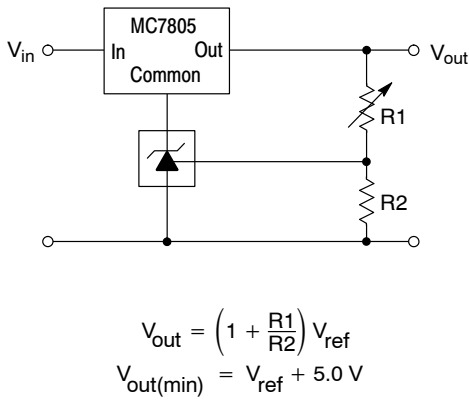 MC7805
V_in In Out V_out
Common
R1
R2
V_out = (1 + R1/R2) V_ref
V_out(min) = V_ref + 5.0 V